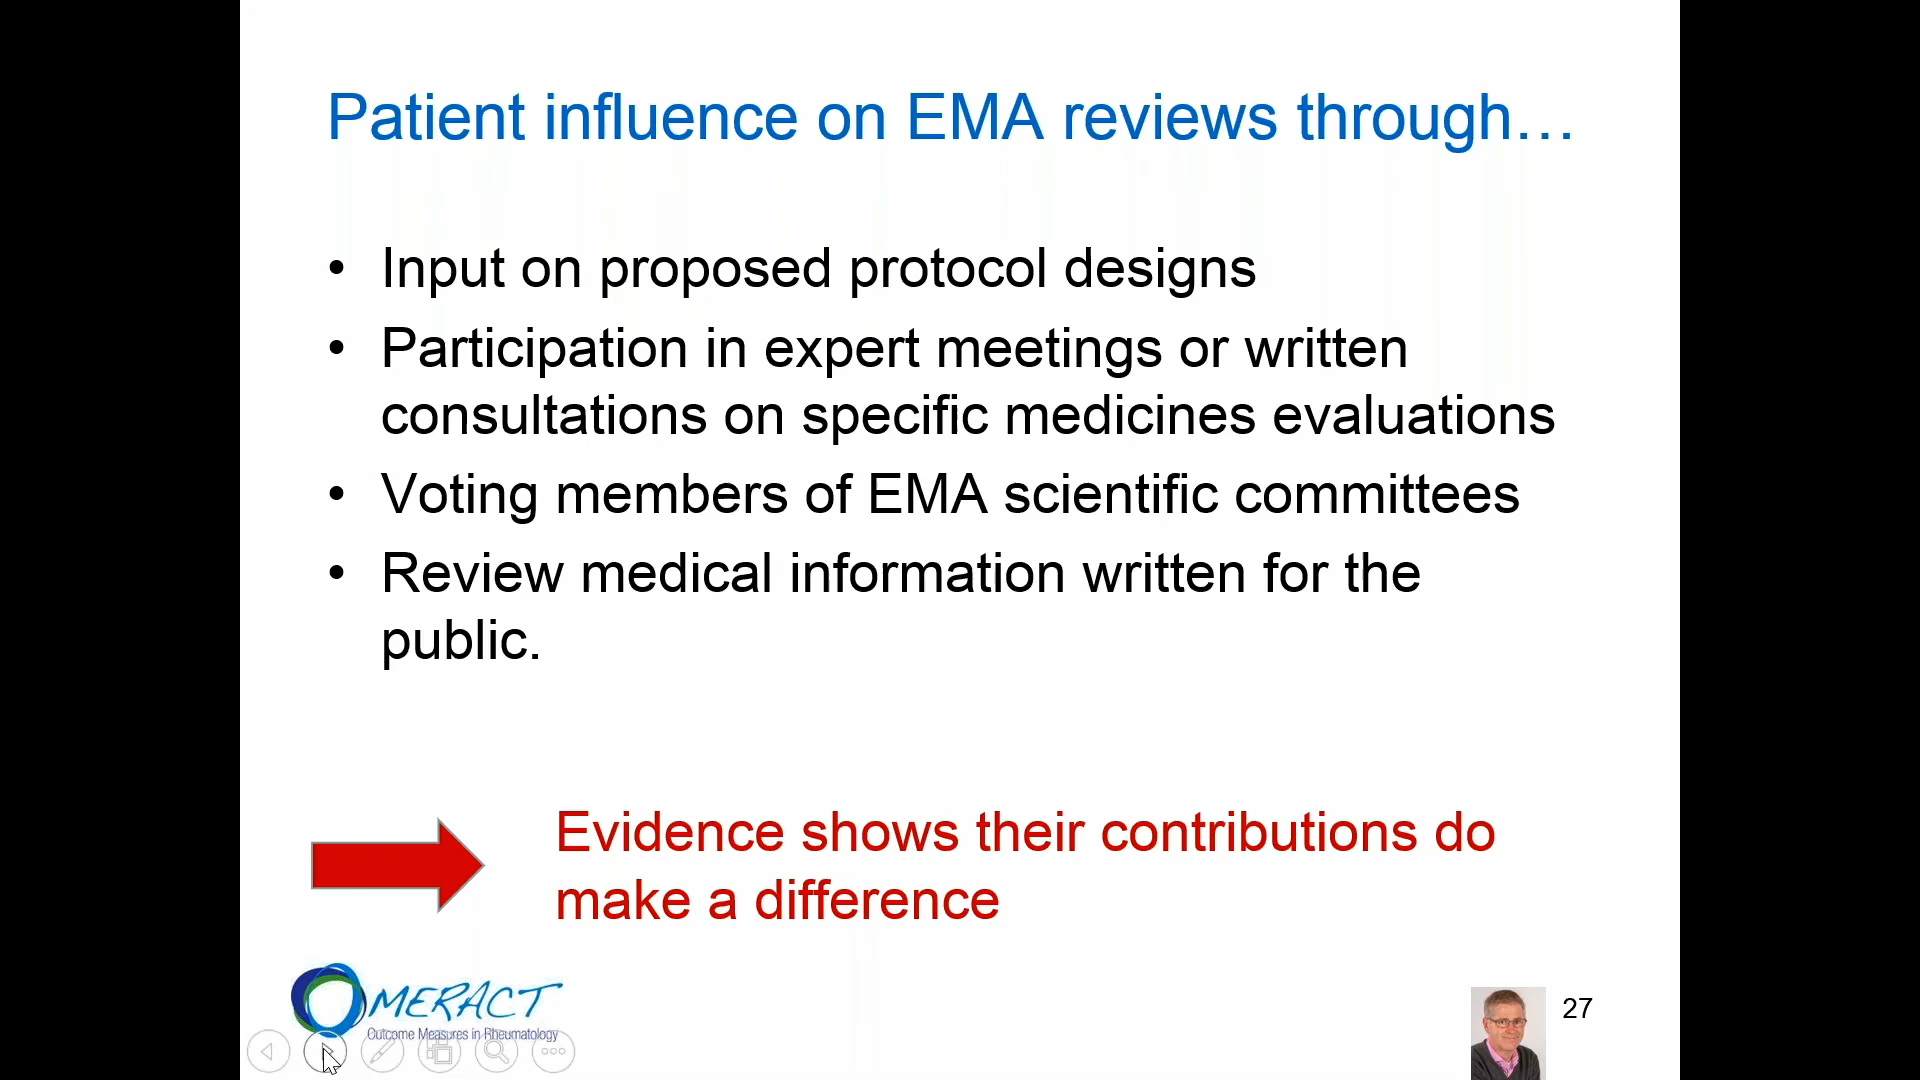 Patient influence on EMA reviews through…
• Input on proposed protocol designs
• Participation in expert meetings or written
consultations on specific medicines evaluations
• Voting members of EMA scientific committees
• Review medical information written for the
public.
Evidence shows their contributions do
make a difference
OMERACT
Outcome Measures in Rheumatology
27